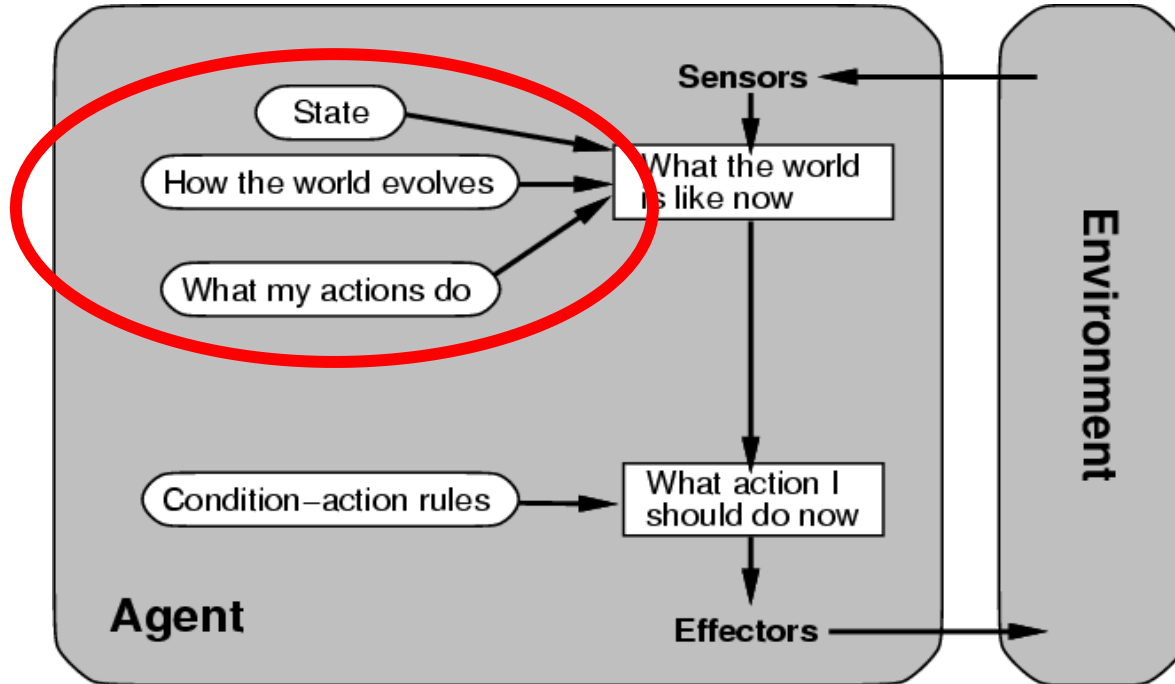 Sensors
State
What the world
is like now
How the world evolves
What my actions do
Environment
Condition−action rules
What action I
should do now
Agent
Effectors